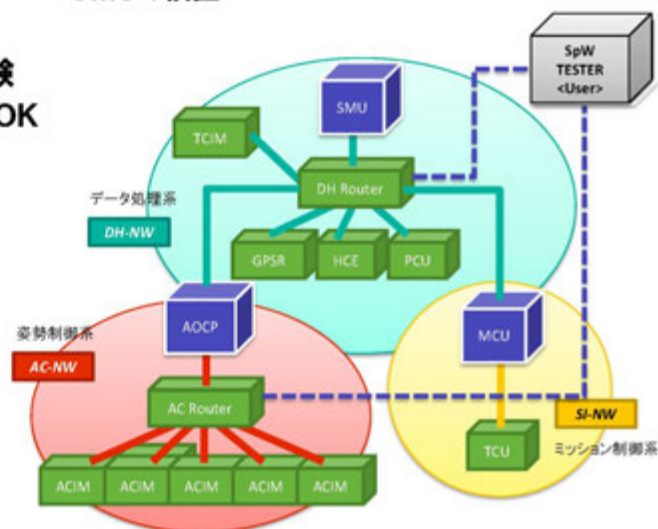 験
OK
SpW
TESTER
<User>
SMU
TCIM
DH Router
データ処理系
DH-NW
GPSR
HCE
PCU
AOCP
MCU
姿勢制御系
AC-NW
AC Router
SI-NW
TCU
ミッション制御系
ACIM
ACIM
ACIM
ACIM
ACIM